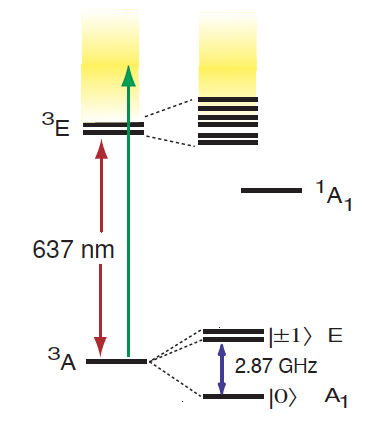 ³E
¹A₁
637 nm
|±1⟩ E
³A
2.87 GHz
|0⟩ A₁